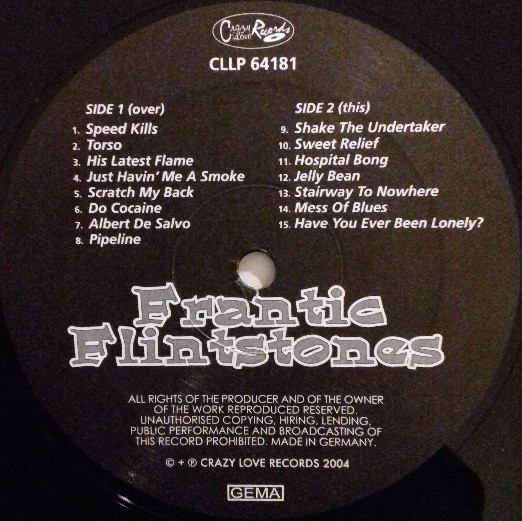 Crazy Love Records
CLLP 64181
SIDE 1 (over)
1. Speed Kills
2. Torso
3. His Latest Flame
4. Just Havin' Me A Smoke
5. Scratch My Back
6. Do Cocaine
7. Albert De Salvo
8. Pipeline
SIDE 2 (this)
9. Shake The Undertaker
10. Sweet Relief
11. Hospital Bong
12. Jelly Bean
13. Stairway To Nowhere
14. Mess Of Blues
15. Have You Ever Been Lonely?
Frantic
Flintstones
ALL RIGHTS OF THE PRODUCER AND OF THE OWNER
OF THE WORK REPRODUCED RESERVED.
UNAUTHORISED COPYING, HIRING, LENDING,
PUBLIC PERFORMANCE AND BROADCASTING OF
THIS RECORD PROHIBITED. MADE IN GERMANY.
© + ℗ CRAZY LOVE RECORDS 2004
GEMA